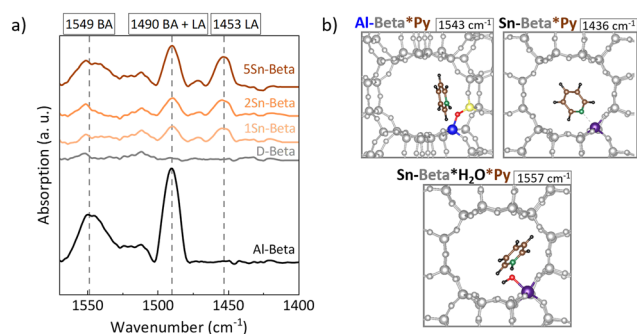 a)
1549 BA
1490 BA + LA
1453 LA
5Sn-Beta
2Sn-Beta
1Sn-Beta
D-Beta
Al-Beta
Absorption (a. u.)
1550
1500
1450
1400
Wavenumber (cm⁻¹)
b)
Al-Beta*Py
1543 cm⁻¹
Sn-Beta*Py
1436 cm⁻¹
Sn-Beta*H₂O*Py
1557 cm⁻¹